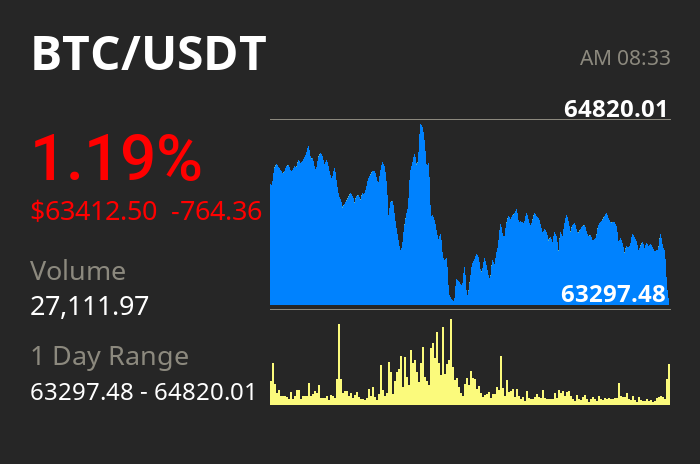 BTC/USDT
AM 08:33
64820.01
1.19%
$63412.50 -764.36
Volume
27,111.97
63297.48
1 Day Range
63297.48 - 64820.01